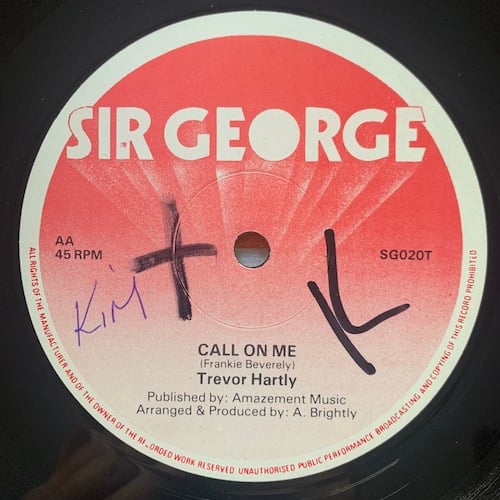 SIR GEORGE
AA
45 RPM
SG020T
Kim
K
CALL ON ME
(Frankie Beverely)
Trevor Hartly
Published by: Amazement Music
Arranged & Produced by: A. Brightly
ALL RIGHTS OF THE MANUFACTURER AND OF THE OWNER OF THE RECORDED WORK RESERVED UNAUTHORISED PUBLIC PERFORMANCE BROADCASTING AND COPYING OF THIS RECORD PROHIBITED